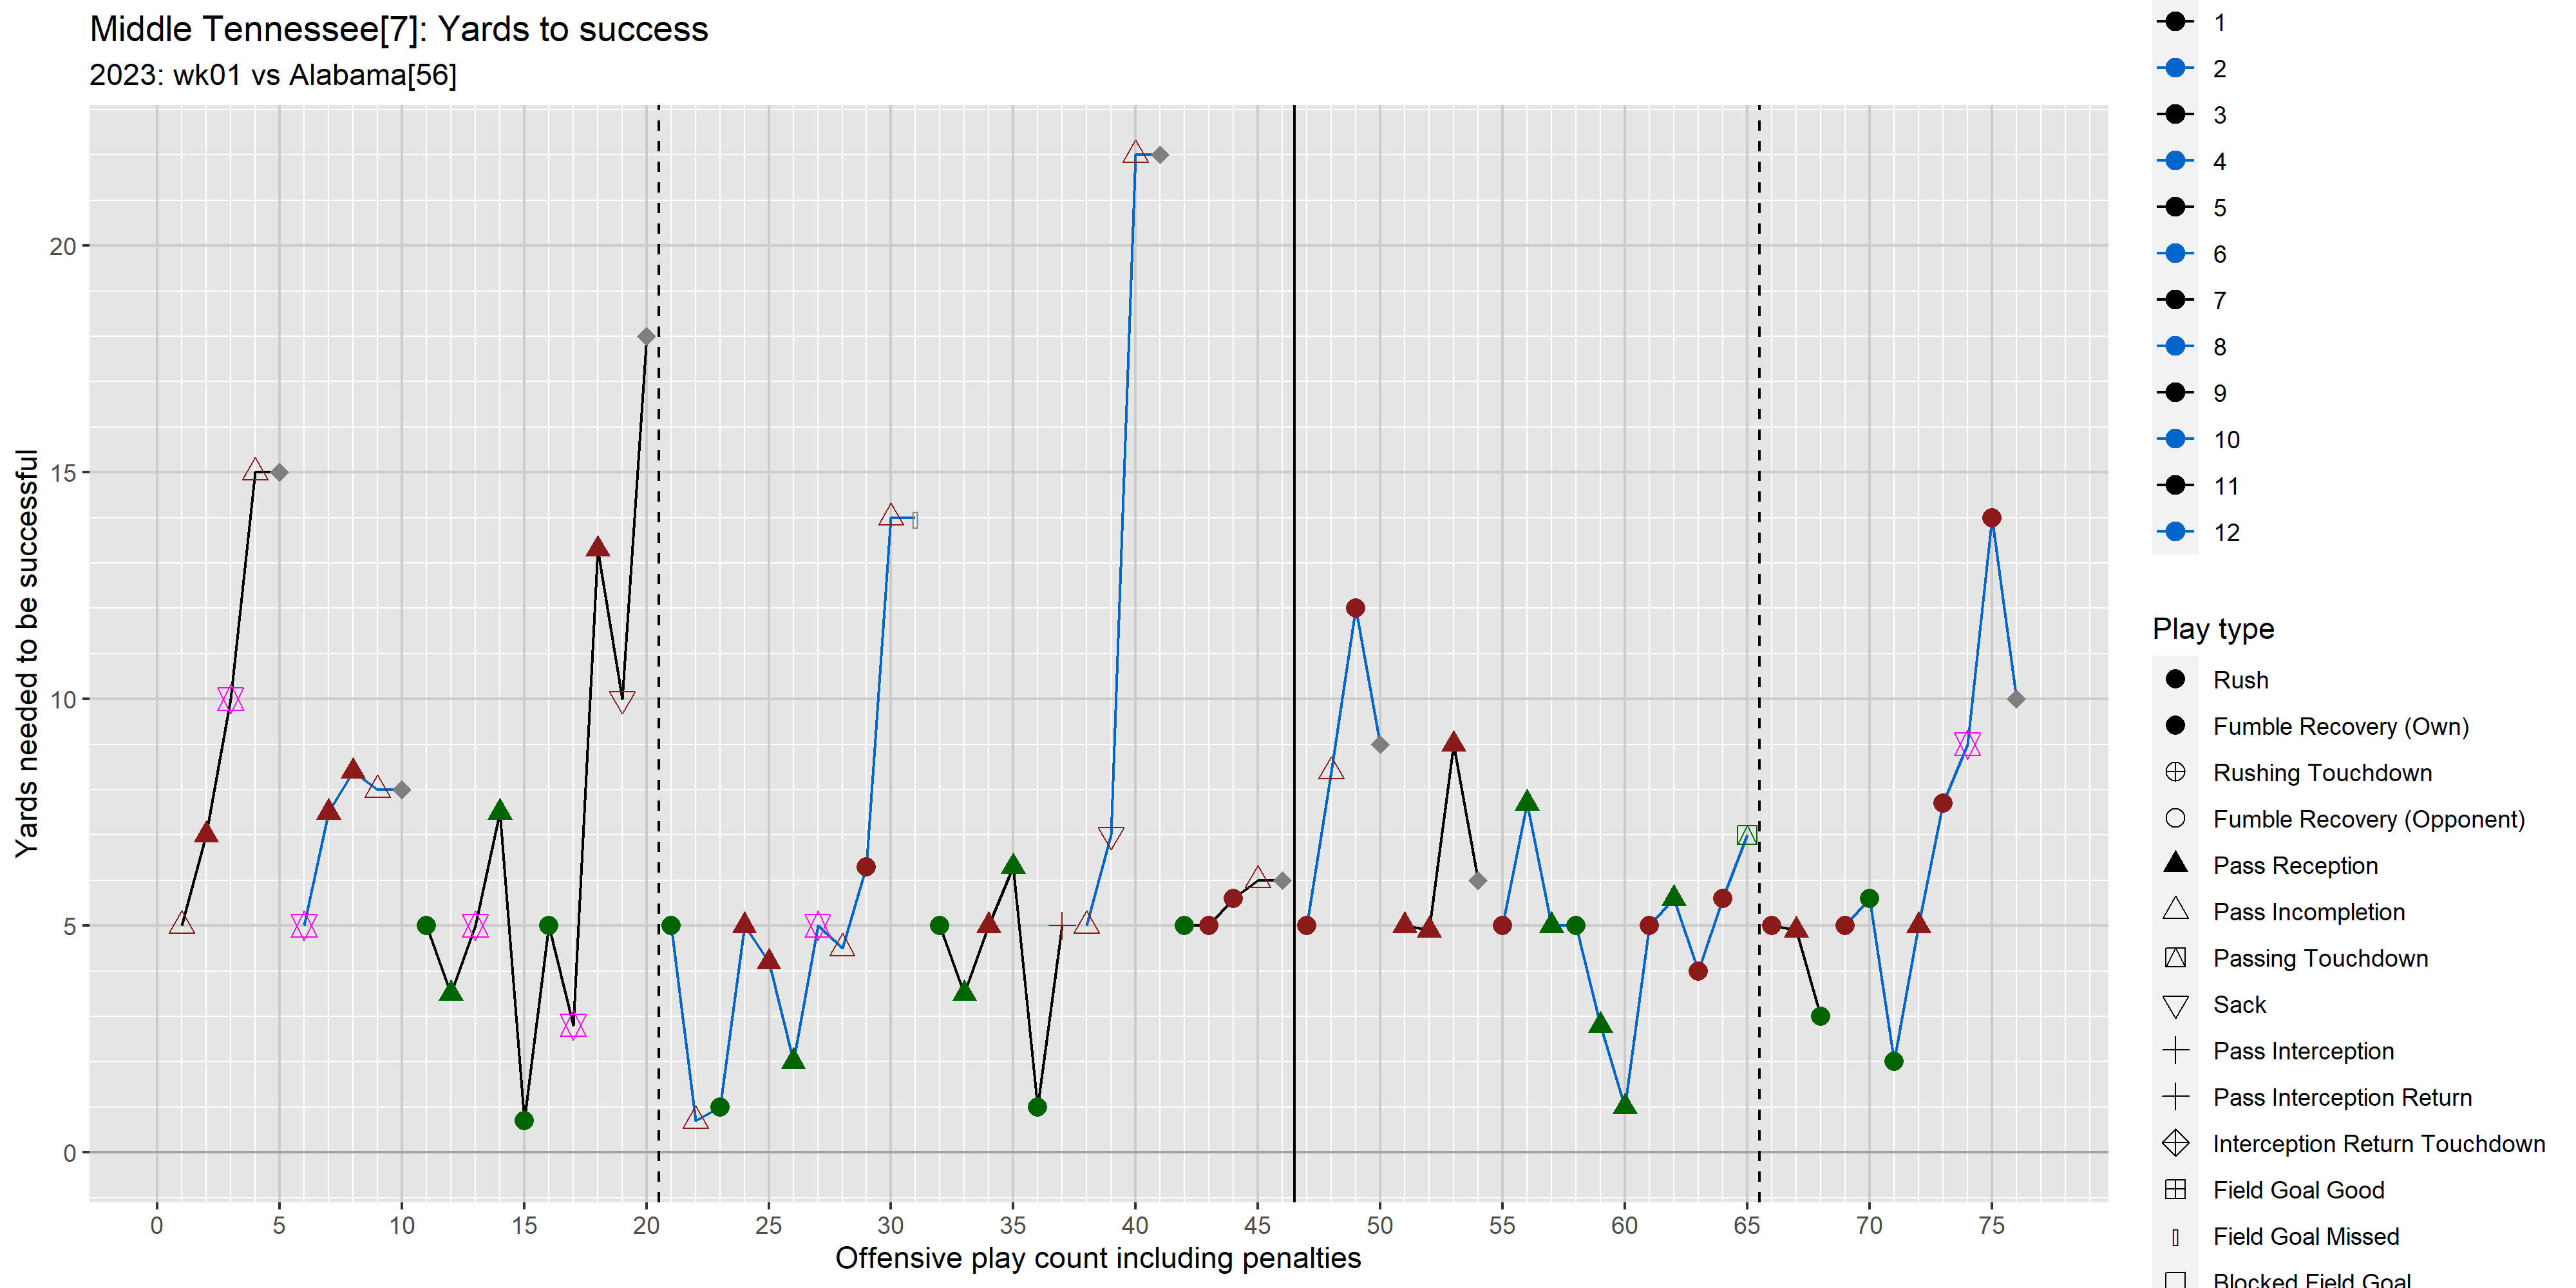 Middle Tennessee[7]: Yards to success
2023: wk01 vs Alabama[56]
Yards needed to be successful
20
15
10
5
0
0 5 10 15 20 25 30 35 40 45 50 55 60 65 70 75
Offensive play count including penalties
1
2
3
4
5
6
7
8
9
10
11
12
Play type
Rush
Fumble Recovery (Own)
Rushing Touchdown
Fumble Recovery (Opponent)
Pass Reception
Pass Incompletion
Passing Touchdown
Sack
Pass Interception
Pass Interception Return
Interception Return Touchdown
Field Goal Good
Field Goal Missed
Blocked Field Goal